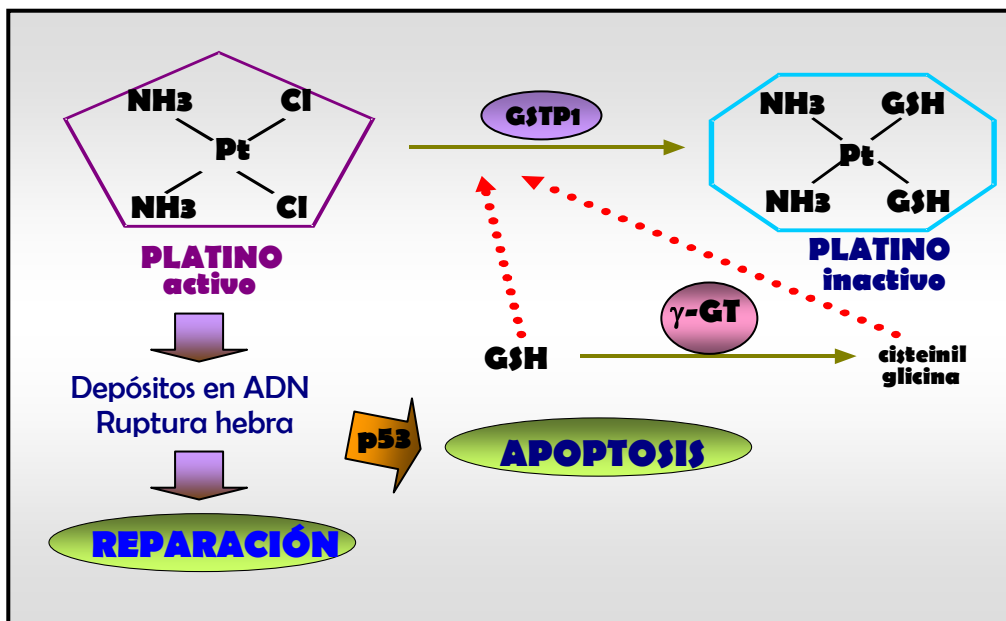 NH3 Cl
Pt
NH3 Cl
PLATINO
activo
GSTP1
NH3 GSH
Pt
NH3 GSH
PLATINO
inactivo
GSH
γ-GT
cisteinil
glicina
Depósitos en ADN
Ruptura hebra
p53
APOPTOSIS
REPARACIÓN